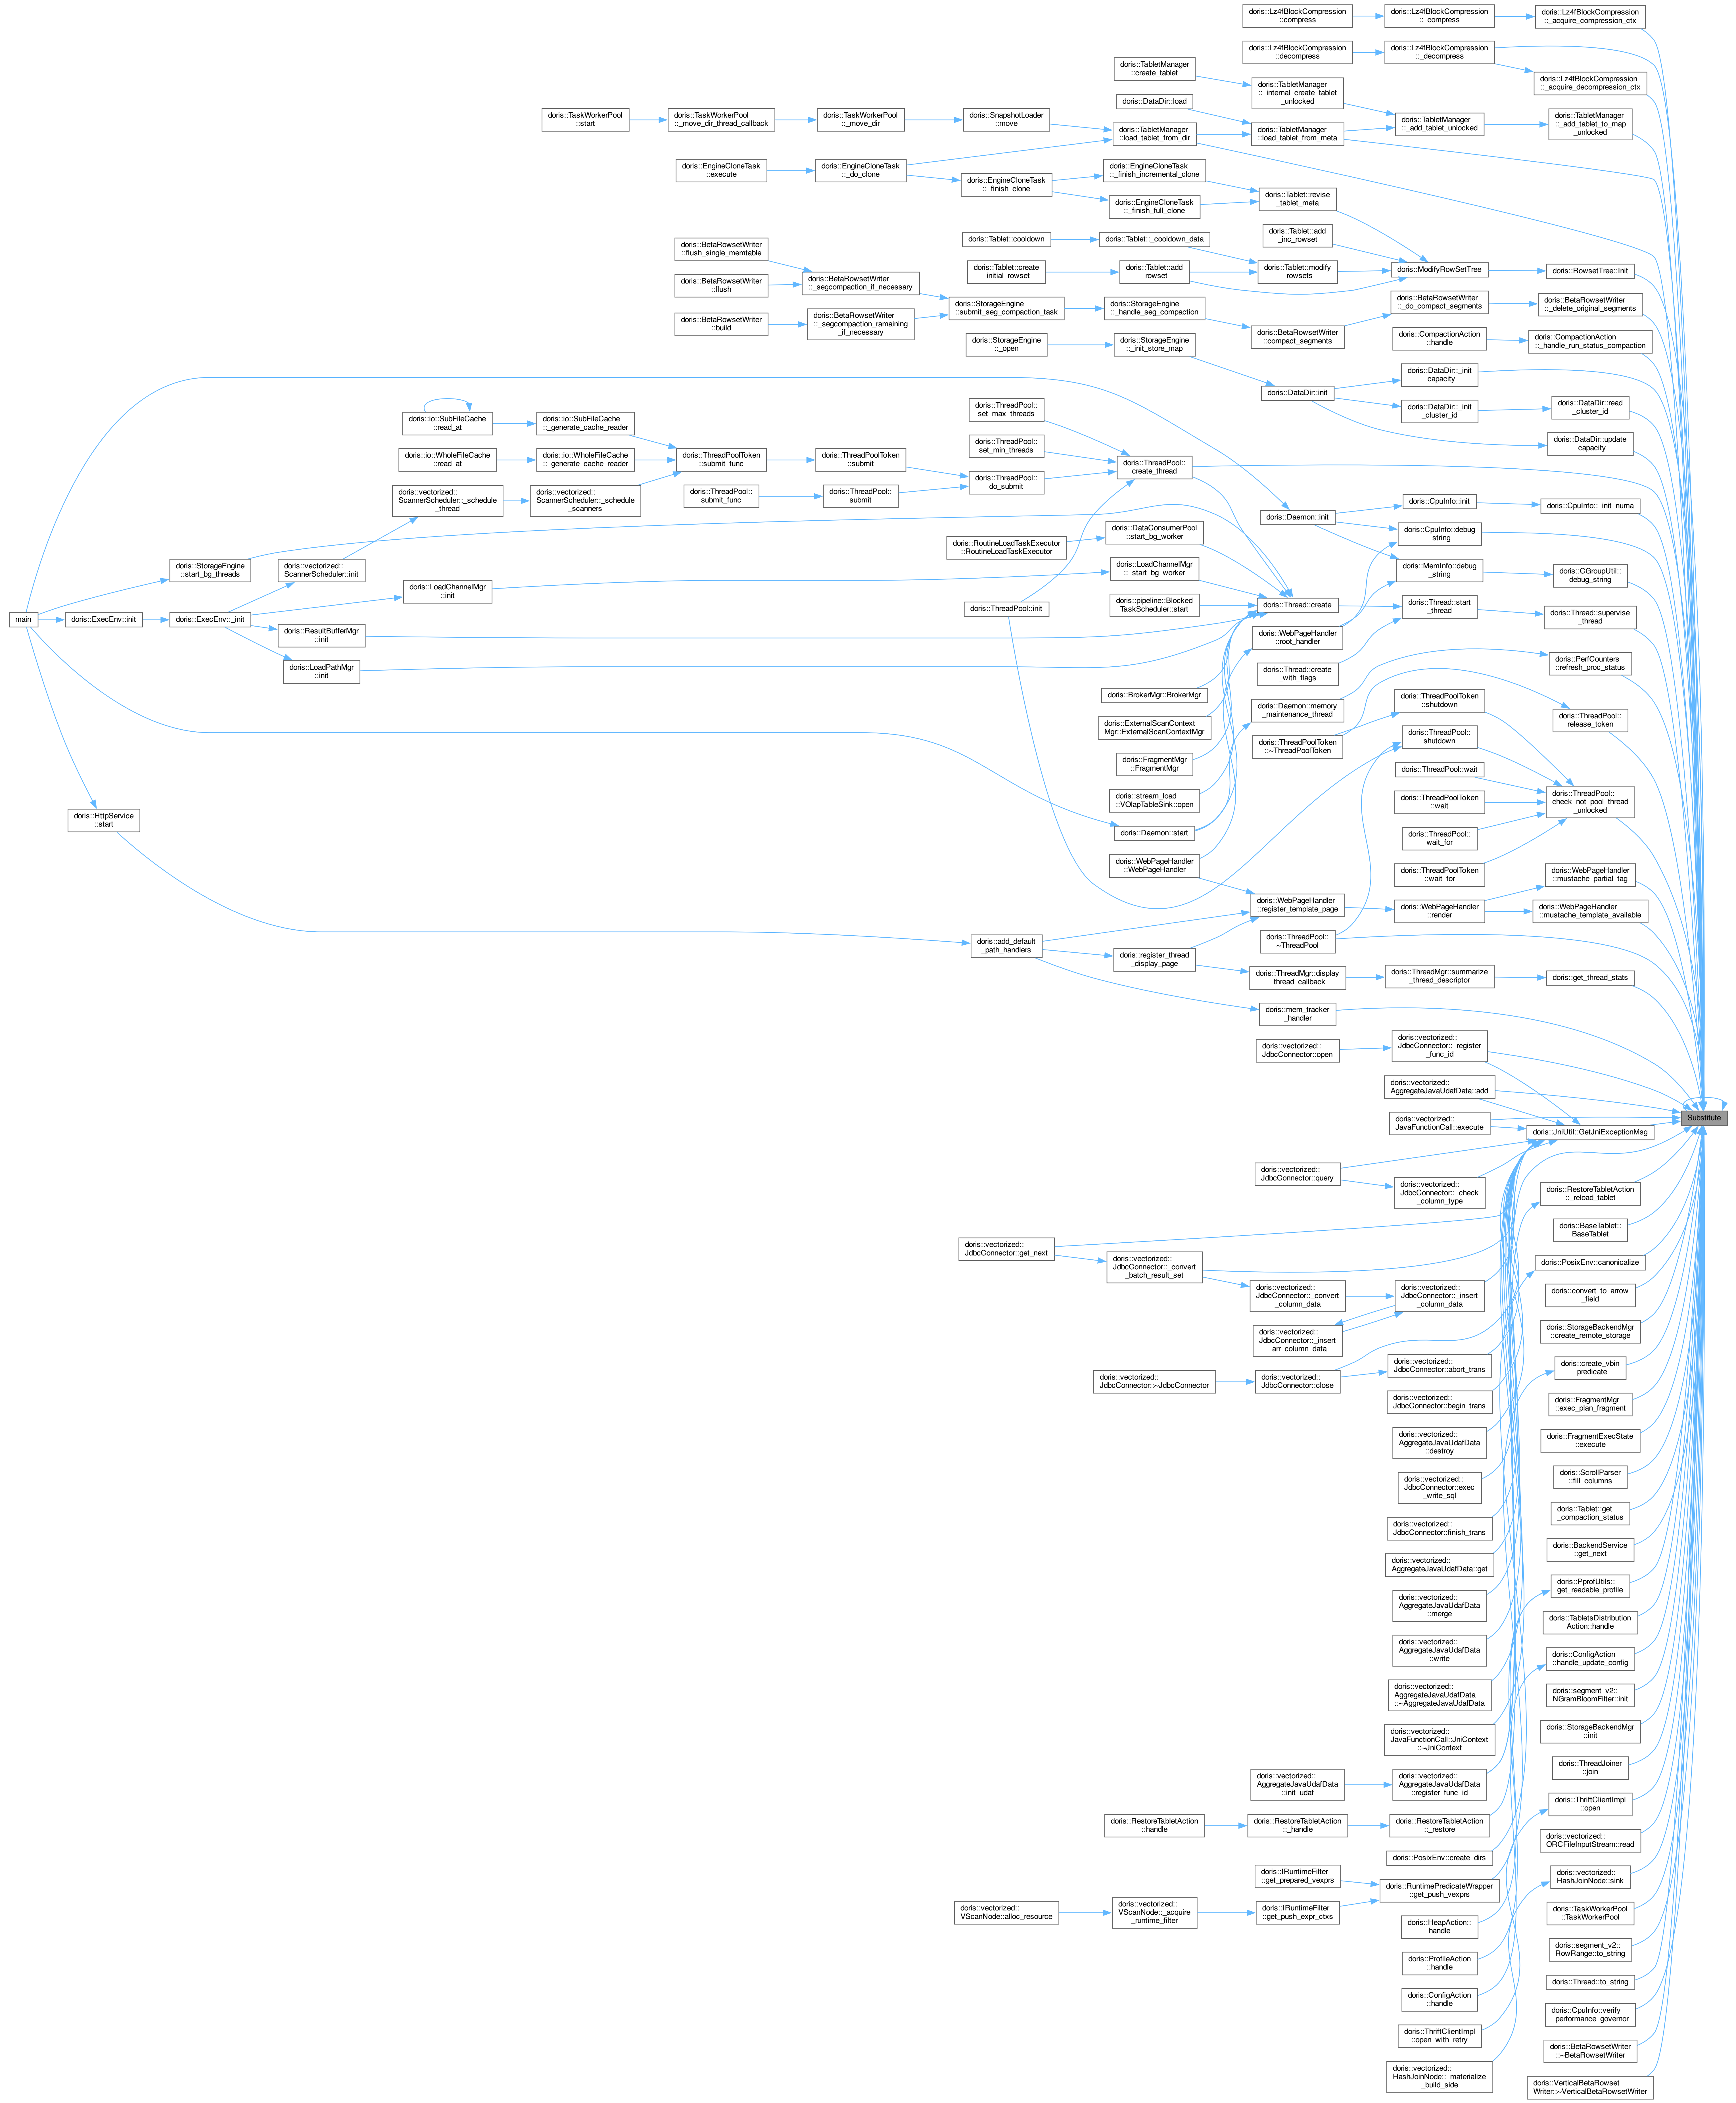 doris::Lz4fBlockCompression
::compress
doris::Lz4fBlockCompression
::_compress
doris::Lz4fBlockCompression
::_acquire_compression_ctx
doris::Lz4fBlockCompression
::decompress
doris::Lz4fBlockCompression
::_decompress
doris::Lz4fBlockCompression
::_acquire_decompression_ctx
doris::TabletManager
::create_tablet
doris::TabletManager
::_internal_create_tablet
_unlocked
doris::DataDir::load
doris::TabletManager
::_add_tablet_unlocked
doris::TabletManager
::_add_tablet_to_map
_unlocked
doris::TaskWorkerPool
::start
doris::TaskWorkerPool
::_move_dir_thread_callback
doris::TaskWorkerPool
::_move_dir
doris::SnapshotLoader
::move
doris::TabletManager
::load_tablet_from_dir
doris::TabletManager
::load_tablet_from_meta
doris::EngineCloneTask
::execute
doris::EngineCloneTask
::_do_clone
doris::EngineCloneTask
::_finish_clone
doris::EngineCloneTask
::_finish_incremental_clone
doris::EngineCloneTask
::_finish_full_clone
doris::Tablet::revise
_tablet_meta
doris::Tablet::add
_inc_rowset
doris::Tablet::cooldown
doris::Tablet::_cooldown_data
doris::Tablet::create
_initial_rowset
doris::Tablet::add
_rowset
doris::Tablet::modify
_rowsets
doris::ModifyRowSetTree
doris::RowsetTree::Init
doris::BetaRowsetWriter
::flush_single_memtable
doris::BetaRowsetWriter
::flush
doris::BetaRowsetWriter
::build
doris::BetaRowsetWriter
::_segcompaction_if_necessary
doris::BetaRowsetWriter
::_segcompaction_ramaining
_if_necessary
doris::StorageEngine
::submit_seg_compaction_task
doris::StorageEngine
::_handle_seg_compaction
doris::BetaRowsetWriter
::compact_segments
doris::BetaRowsetWriter
::_do_compact_segments
doris::BetaRowsetWriter
::_delete_original_segments
doris::CompactionAction
::handle
doris::CompactionAction
::_handle_run_status_compaction
doris::StorageEngine
::_open
doris::StorageEngine
::_init_store_map
doris::DataDir::init
doris::DataDir::_init
_capacity
doris::DataDir::_init
_cluster_id
doris::DataDir::read
_cluster_id
doris::DataDir::update
_capacity
doris::io::SubFileCache
::read_at
doris::io::SubFileCache
::_generate_cache_reader
doris::io::WholeFileCache
::read_at
doris::io::WholeFileCache
::_generate_cache_reader
doris::vectorized::
ScannerScheduler::_schedule
_thread
doris::vectorized::
ScannerScheduler::_schedule
_scanners
doris::ThreadPoolToken
::submit_func
doris::ThreadPoolToken
::submit
doris::ThreadPool::
submit_func
doris::ThreadPool::
submit
doris::ThreadPool::
set_max_threads
doris::ThreadPool::
set_min_threads
doris::ThreadPool::
do_submit
doris::ThreadPool::
create_thread
doris::Daemon::init
doris::CpuInfo::init
doris::CpuInfo::_init_numa
doris::CpuInfo::debug
_string
doris::MemInfo::debug
_string
doris::CGroupUtil::
debug_string
doris::StorageEngine
::start_bg_threads
doris::vectorized::
ScannerScheduler::init
doris::LoadChannelMgr
::init
doris::RoutineLoadTaskExecutor
::RoutineLoadTaskExecutor
doris::DataConsumerPool
::start_bg_worker
doris::LoadChannelMgr
::_start_bg_worker
doris::pipeline::Blocked
TaskScheduler::start
doris::ThreadPool::init
doris::Thread::create
doris::Thread::start
_thread
doris::Thread::supervise
_thread
main
doris::ExecEnv::init
doris::ExecEnv::_init
doris::ResultBufferMgr
::init
doris::LoadPathMgr
::init
doris::WebPageHandler
::root_handler
doris::Thread::create
_with_flags
doris::PerfCounters
::refresh_proc_status
doris::BrokerMgr::BrokerMgr
doris::ExternalScanContext
Mgr::ExternalScanContextMgr
doris::FragmentMgr
::FragmentMgr
doris::stream_load
::VOlapTableSink::open
doris::Daemon::start
doris::Daemon::memory
_maintenance_thread
doris::ThreadPoolToken
::~ThreadPoolToken
doris::ThreadPoolToken
::shutdown
doris::ThreadPool::
shutdown
doris::ThreadPool::
release_token
doris::ThreadPool::wait
doris::ThreadPoolToken
::wait
doris::ThreadPool::
wait_for
doris::ThreadPoolToken
::wait_for
doris::ThreadPool::
check_not_pool_thread
_unlocked
doris::HttpService
::start
doris::WebPageHandler
::WebPageHandler
doris::WebPageHandler
::register_template_page
doris::WebPageHandler
::render
doris::WebPageHandler
::mustache_partial_tag
doris::WebPageHandler
::mustache_template_available
doris::ThreadPool::
~ThreadPool
doris::add_default
_path_handlers
doris::register_thread
_display_page
doris::ThreadMgr::display
_thread_callback
doris::ThreadMgr::summarize
_thread_descriptor
doris::get_thread_stats
doris::mem_tracker
_handler
doris::vectorized::
JdbcConnector::open
doris::vectorized::
JdbcConnector::_register
_func_id
doris::vectorized::
AggregateJavaUdafData::add
doris::vectorized::
JavaFunctionCall::execute
doris::JniUtil::GetJniExceptionMsg
Substitute
doris::vectorized::
JdbcConnector::query
doris::vectorized::
JdbcConnector::_check
_column_type
doris::RestoreTabletAction
::_reload_tablet
doris::BaseTablet::
BaseTablet
doris::vectorized::
JdbcConnector::get_next
doris::vectorized::
JdbcConnector::_convert
_batch_result_set
doris::vectorized::
JdbcConnector::_convert
_column_data
doris::vectorized::
JdbcConnector::_insert
_column_data
doris::vectorized::
JdbcConnector::_insert
_arr_column_data
doris::PosixEnv::canonicalize
doris::convert_to_arrow
_field
doris::StorageBackendMgr
::create_remote_storage
doris::vectorized::
JdbcConnector::~JdbcConnector
doris::vectorized::
JdbcConnector::close
doris::vectorized::
JdbcConnector::abort_trans
doris::create_vbin
_predicate
doris::vectorized::
JdbcConnector::begin_trans
doris::FragmentMgr
::exec_plan_fragment
doris::vectorized::
AggregateJavaUdafData
::destroy
doris::FragmentExecState
::execute
doris::vectorized::
JdbcConnector::exec
_write_sql
doris::ScrollParser
::fill_columns
doris::vectorized::
JdbcConnector::finish_trans
doris::Tablet::get
_compaction_status
doris::vectorized::
AggregateJavaUdafData::get
doris::BackendService
::get_next
doris::vectorized::
AggregateJavaUdafData
::merge
doris::PprofUtils::
get_readable_profile
doris::TabletsDistribution
Action::handle
doris::vectorized::
AggregateJavaUdafData
::write
doris::ConfigAction
::handle_update_config
doris::vectorized::
AggregateJavaUdafData
::~AggregateJavaUdafData
doris::segment_v2::
NGramBloomFilter::init
doris::vectorized::
JavaFunctionCall::JniContext
::~JniContext
doris::StorageBackendMgr
::init
doris::vectorized::
AggregateJavaUdafData
::init_udaf
doris::vectorized::
AggregateJavaUdafData
::register_func_id
doris::ThreadJoiner
::join
doris::ThriftClientImpl
::open
doris::RestoreTabletAction
::handle
doris::RestoreTabletAction
::_handle
doris::RestoreTabletAction
::_restore
doris::vectorized::
ORCFileInputStream::read
doris::PosixEnv::create_dirs
doris::IRuntimeFilter
::get_prepared_vexprs
doris::RuntimePredicateWrapper
::get_push_vexprs
doris::vectorized::
HashJoinNode::sink
doris::vectorized::
VScanNode::alloc_resource
doris::vectorized::
VScanNode::_acquire
_runtime_filter
doris::IRuntimeFilter
::get_push_expr_ctxs
doris::HeapAction::
handle
doris::TaskWorkerPool
::TaskWorkerPool
doris::ProfileAction
::handle
doris::segment_v2::
RowRange::to_string
doris::ConfigAction
::handle
doris::Thread::to_string
doris::ThriftClientImpl
::open_with_retry
doris::CpuInfo::verify
_performance_governor
doris::vectorized::
HashJoinNode::_materialize
_build_side
doris::BetaRowsetWriter
::~BetaRowsetWriter
doris::VerticalBetaRowset
Writer::~VerticalBetaRowsetWriter